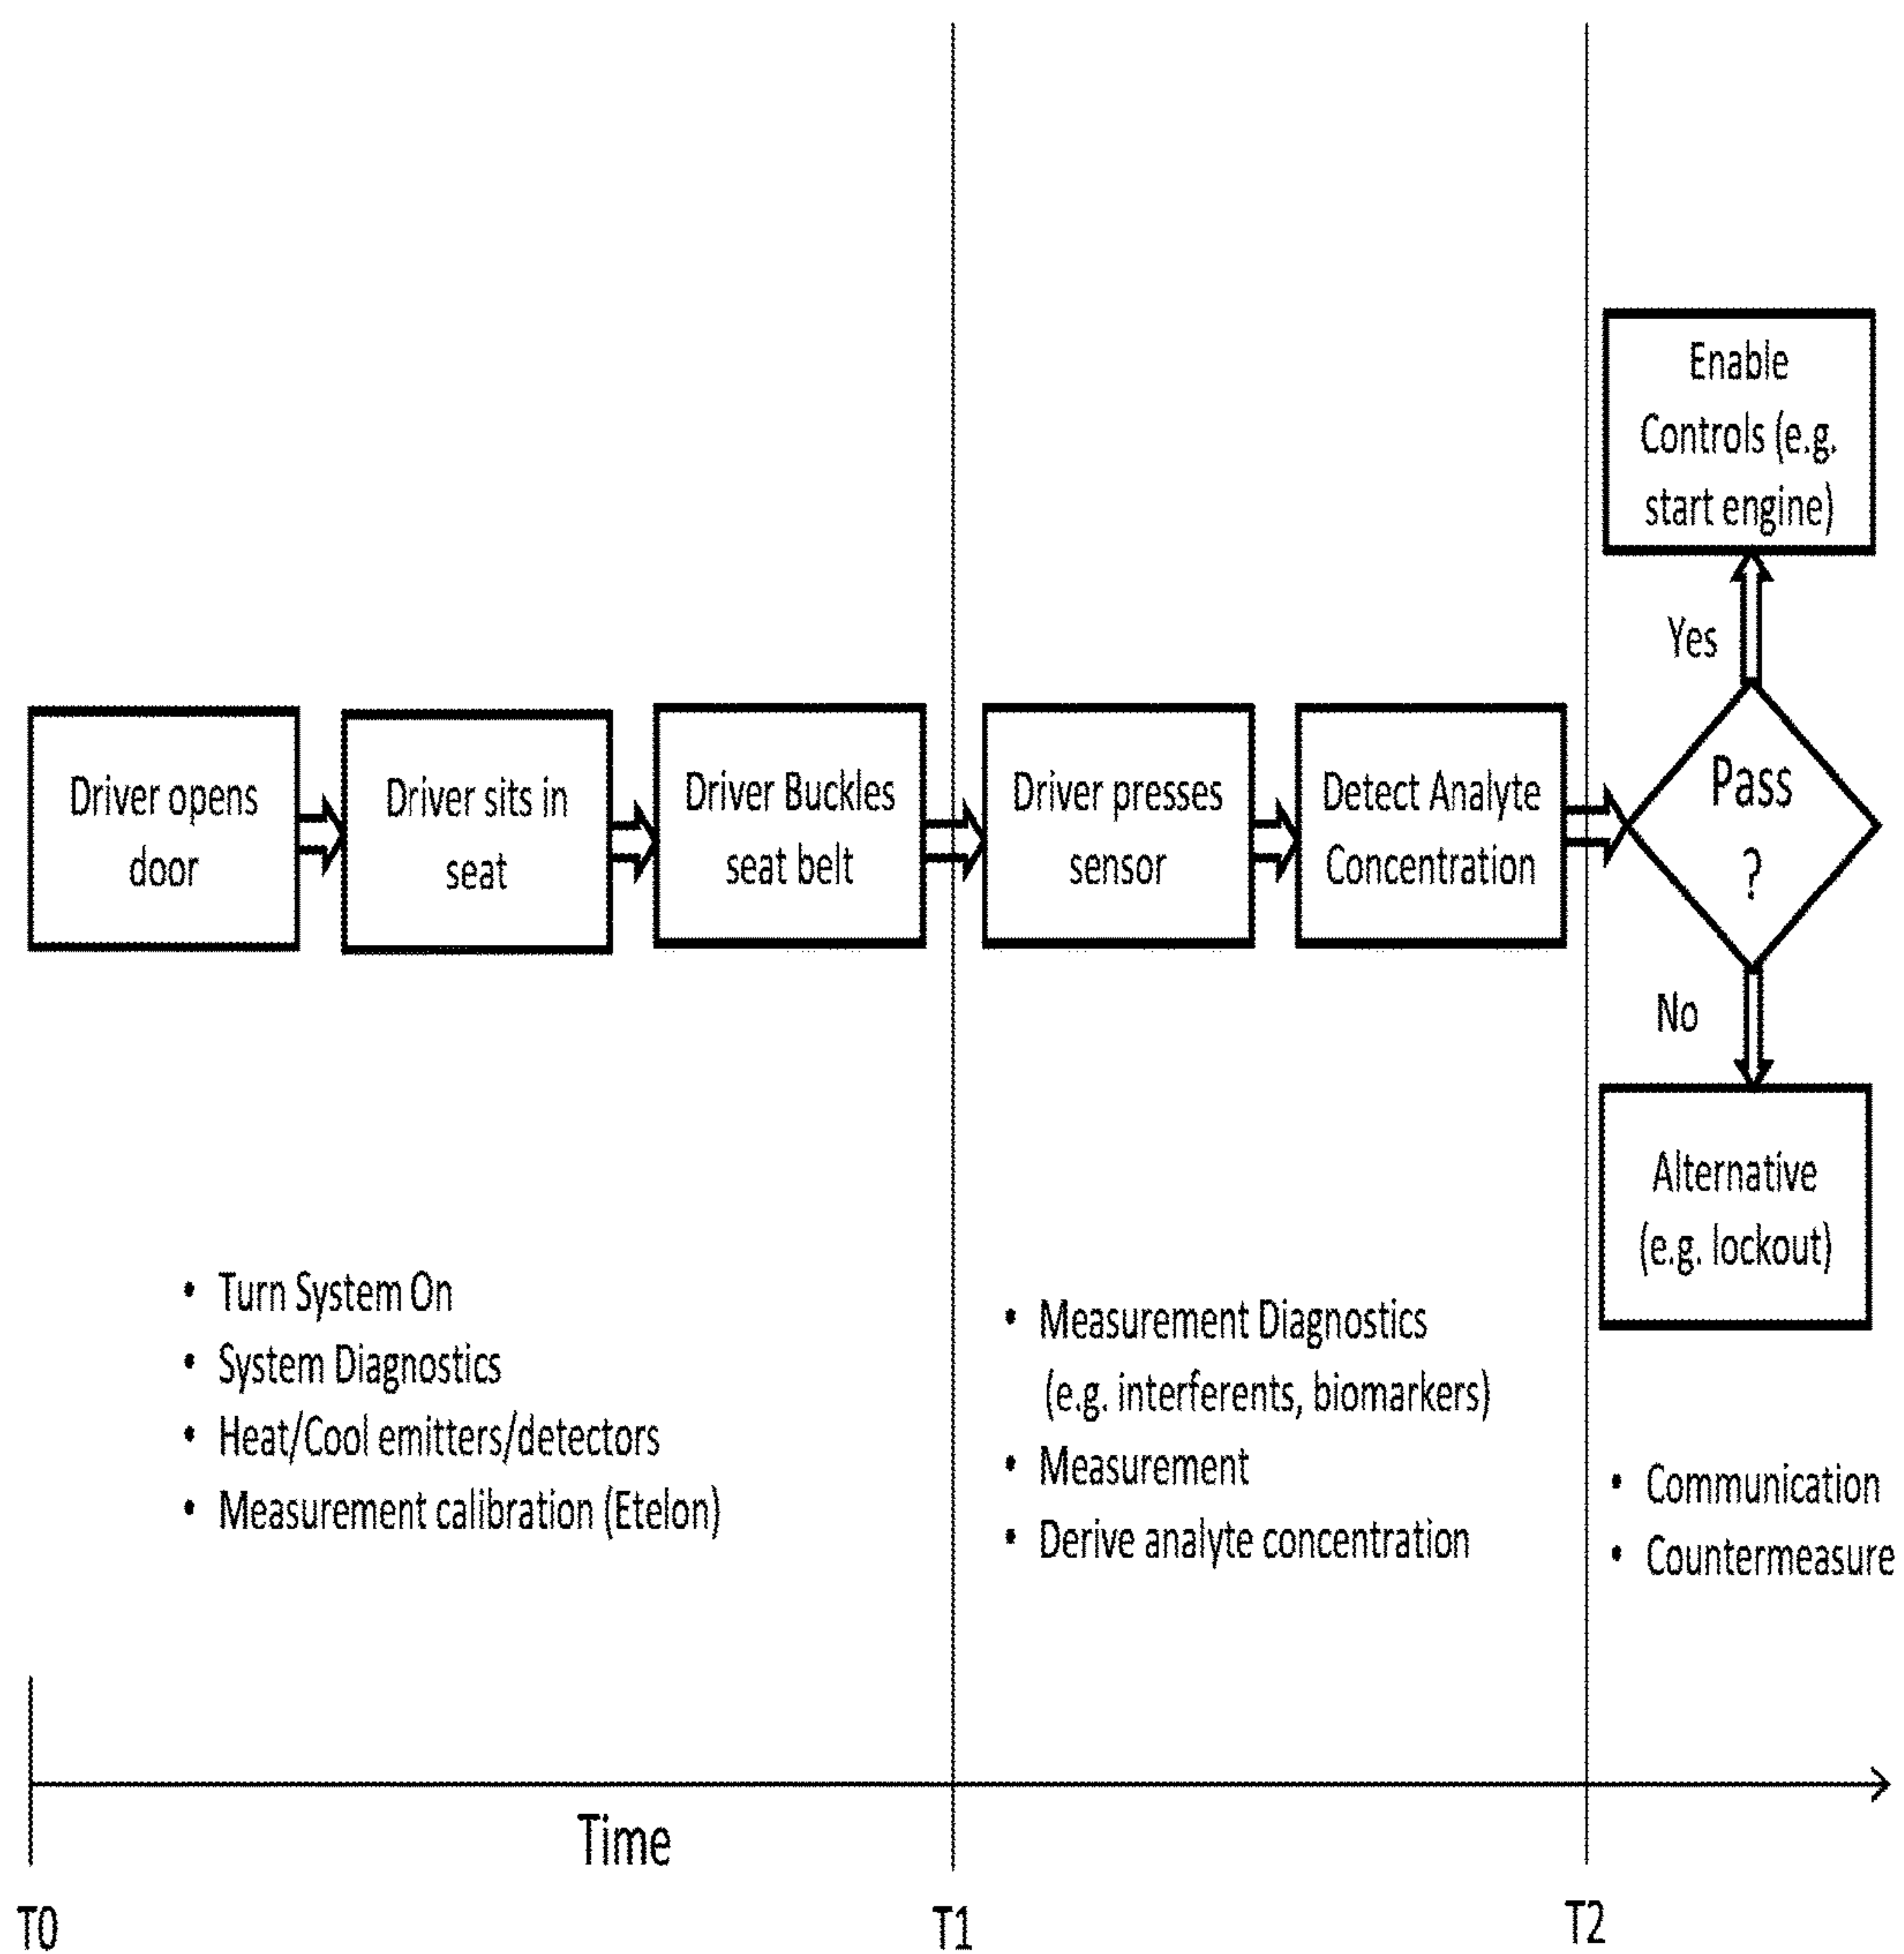 Driver opens
door
Driver sits in
seat
Driver Buckles
seat belt
Driver presses
sensor
Detect Analyte
Concentration
Pass
?
Yes
Enable
Controls (e.g.
start engine)
No
Alternative
(e.g. lockout)
• Turn System On
• System Diagnostics
• Heat/Cool emitters/detectors
• Measurement calibration (Etelon)
• Measurement Diagnostics
(e.g. interferents, biomarkers)
• Measurement
• Derive analyte concentration
• Communication
• Countermeasure
Time
T0
T1
T2